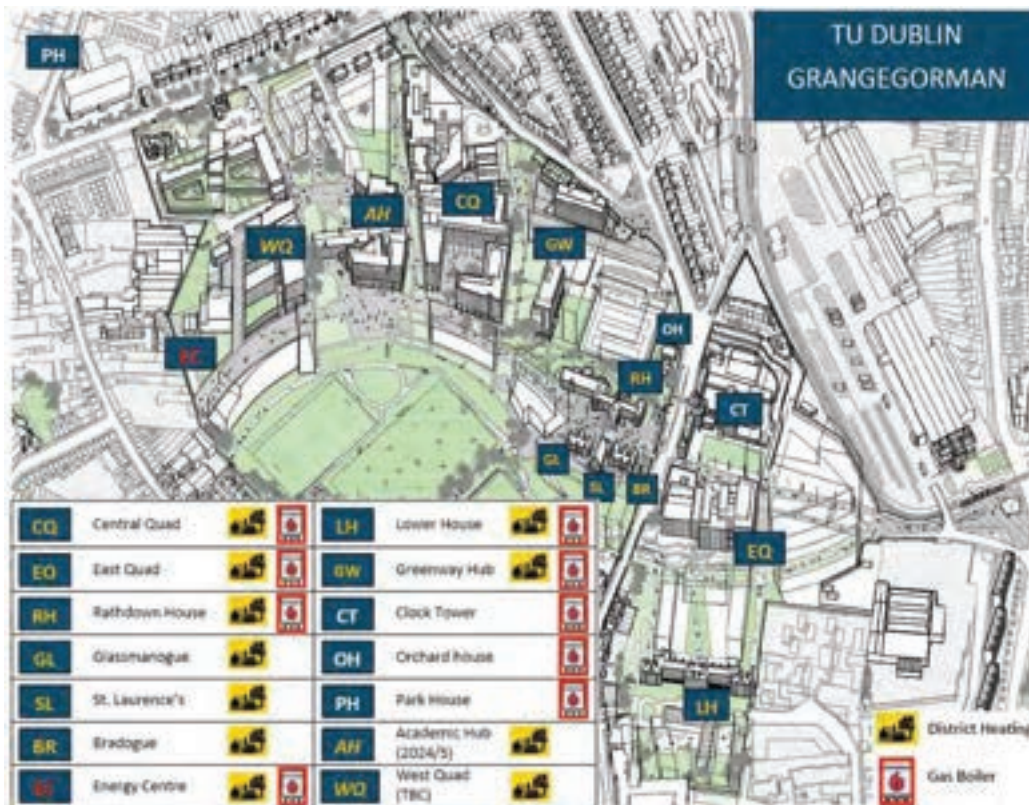 TU DUBLIN
GRANGEGORMAN
PH
AH
CQ
WQ
GW
OH
EC
RH
CT
GL
SL
BR
EQ
LH
CQ Central Quad
EQ East Quad
RH Rathdown House
GL Glassmanogue
SL St. Laurence's
BR Bradogue
EC Energy Centre
LH Lower House
GW Greenway Hub
CT Clock Tower
OH Orchard house
PH Park House
AH Academic Hub
(2024/5)
WQ West Quad
(TBC)
District Heating
Gas Boiler